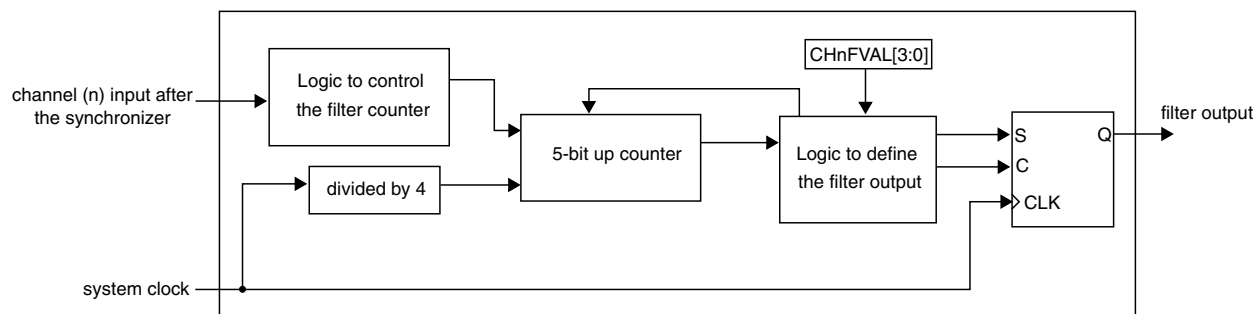 CHnFVAL[3:0]
Logic to control
the filter counter
channel (n) input after
the synchronizer
filter output
S
Q
5-bit up counter
Logic to define
the filter output
C
divided by 4
CLK
system clock